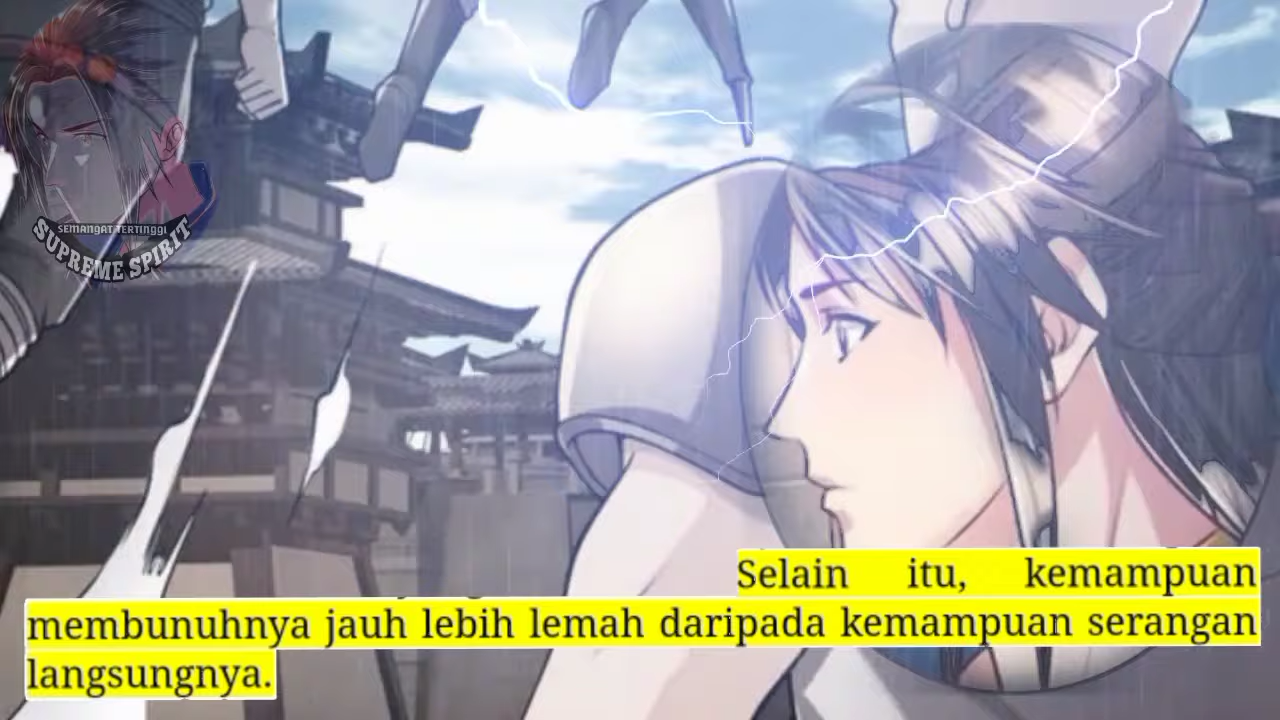 SEMANGAT TERTINGGI
SUPREME SPIRIT
Selain itu, kemampuan
membunuhnya jauh lebih lemah daripada kemampuan serangan
langsungnya.